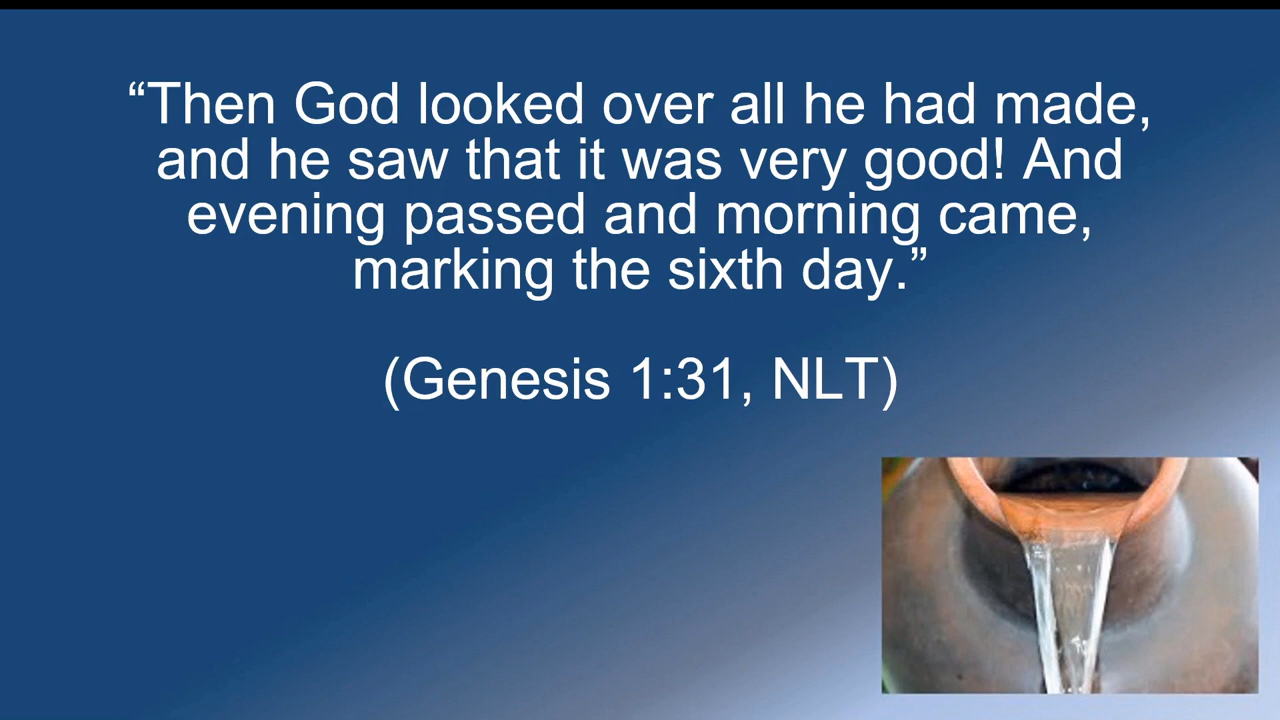 “Then God looked over all he had made,
and he saw that it was very good! And
evening passed and morning came,
marking the sixth day.”
(Genesis 1:31, NLT)